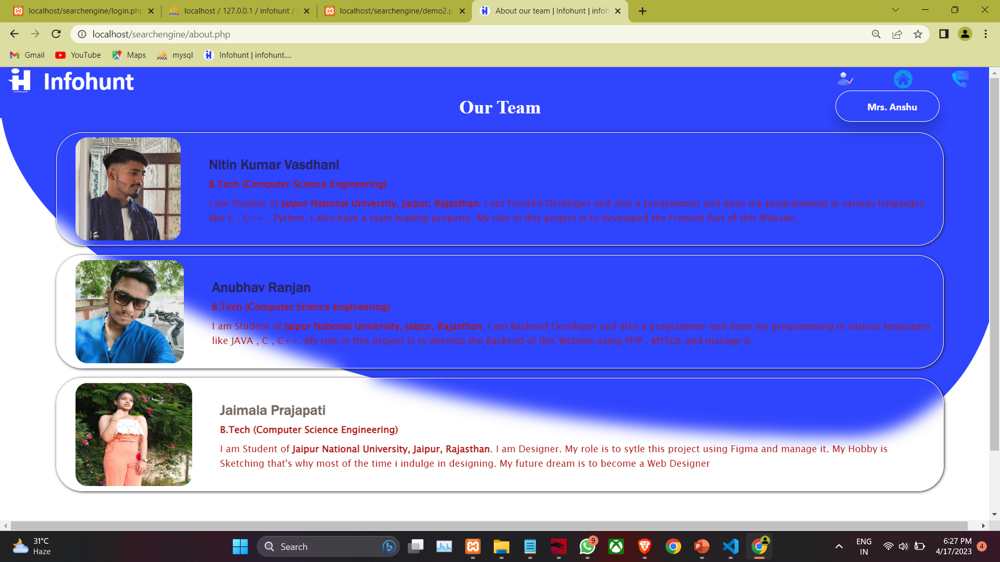 localhost/searchengine/login.php
localhost / 127.0.0.1 / infohunt /
localhost/searchengine/demo2.p
About our team | Infohunt | infoh
localhost/searchengine/about.php
Gmail
YouTube
Maps
PMA
mysql
Infohunt | infohunt....
Infohunt
Infohunt
Our Team
Mrs. Anshu
Nitin Kumar Vasdhani
B.Tech (Computer Science Engineering)
I am Student of Jaipur National University, Jaipur, Rajasthan. I am Fronted Developer and also a programmer and done my programming in various languages
like C , C++ , Python. I also have a team leading property. My role in this project is to developed the Fronted Part of this Website.
Anubhav Ranjan
B.Tech (Computer Science Engineering)
I am Student of Jaipur National University, Jaipur, Rajasthan. I am Backend Developer and also a programmer and done my programming in various languages
like JAVA , C , C++. My role in this project is to develop the Backend of this Website using PHP , MYSQL and manage it.
Jaimala Prajapati
B.Tech (Computer Science Engineering)
I am Student of Jaipur National University, Jaipur, Rajasthan. I am Designer. My role is to sytle this project using Figma and manage it. My Hobby is
Sketching that's why most of the time i indulge in designing. My future dream is to become a Web Designer
31°C
Haze
Search
9
ENG
IN
6:27 PM
4/17/2023
4